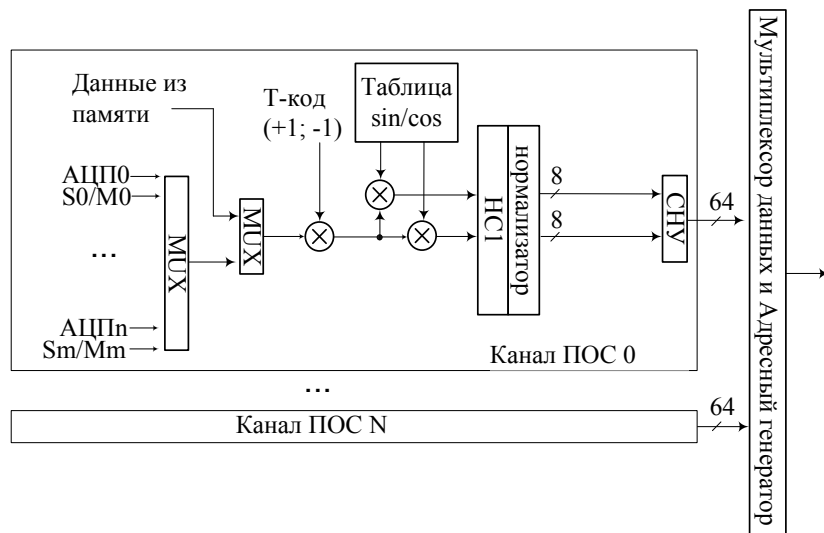 Данные из
памяти
Т-код
(+1; -1)
Таблица
sin/cos
АЦП0
S0/M0
...
АЦПn
Sm/Mm
MUX
MUX
НС1
нормализатор
8
8
СНУ
64
Канал ПОС 0
...
Канал ПОС N
64
Мультиплексор данных и Адресный генератор